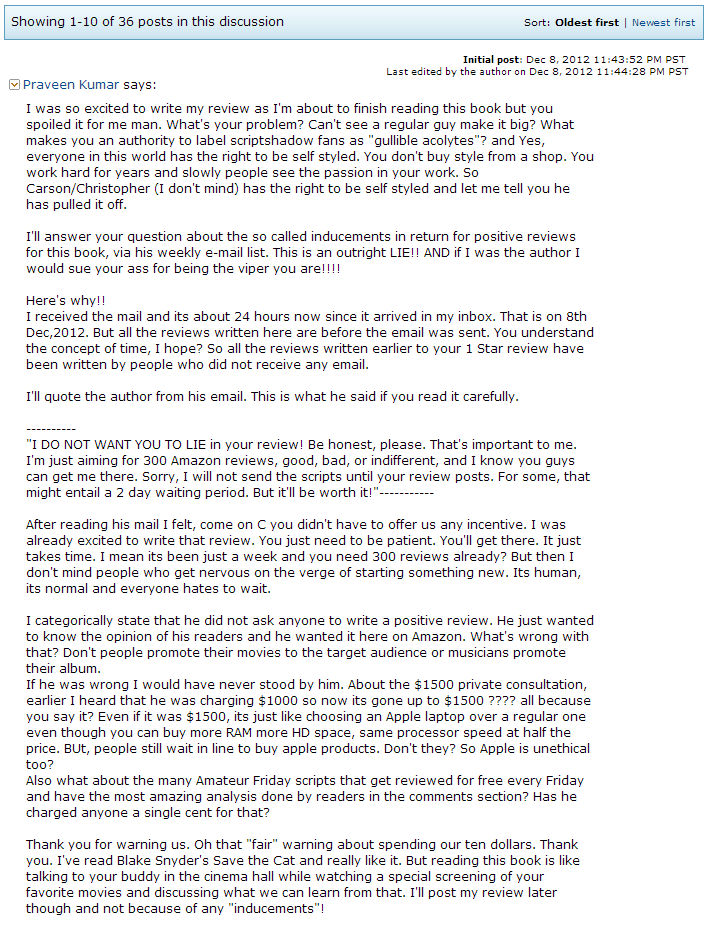 Showing 1-10 of 36 posts in this discussion
Sort: Oldest first | Newest first
Initial post: Dec 8, 2012 11:43:52 PM PST
Last edited by the author on Dec 8, 2012 11:44:28 PM PST
Praveen Kumar says:
I was so excited to write my review as I'm about to finish reading this book but you
spoiled it for me man. What's your problem? Can't see a regular guy make it big? What
makes you an authority to label scriptshadow fans as "gullible acolytes"? and Yes,
everyone in this world has the right to be self styled. You don't buy style from a shop. You
work hard for years and slowly people see the passion in your work. So
Carson/Christopher (I don't mind) has the right to be self styled and let me tell you he
has pulled it off.
I'll answer your question about the so called inducements in return for positive reviews
for this book, via his weekly e-mail list. This is an outright LIE!! AND if I was the author I
would sue your ass for being the viper you are!!!!
Here's why!!
I received the mail and its about 24 hours now since it arrived in my inbox. That is on 8th
Dec,2012. But all the reviews written here are before the email was sent. You understand
the concept of time, I hope? So all the reviews written earlier to your 1 Star review have
been written by people who did not receive any email.
I'll quote the author from his email. This is what he said if you read it carefully.
----------
"I DO NOT WANT YOU TO LIE in your review! Be honest, please. That's important to me.
I'm just aiming for 300 Amazon reviews, good, bad, or indifferent, and I know you guys
can get me there. Sorry, I will not send the scripts until your review posts. For some, that
might entail a 2 day waiting period. But it'll be worth it!"-----------
After reading his mail I felt, come on C you didn't have to offer us any incentive. I was
already excited to write that review. You just need to be patient. You'll get there. It just
takes time. I mean its been just a week and you need 300 reviews already? But then I
don't mind people who get nervous on the verge of starting something new. Its human,
its normal and everyone hates to wait.
I categorically state that he did not ask anyone to write a positive review. He just wanted
to know the opinion of his readers and he wanted it here on Amazon. What's wrong with
that? Don't people promote their movies to the target audience or musicians promote
their album.
If he was wrong I would have never stood by him. About the $1500 private consultation,
earlier I heard that he was charging $1000 so now its gone up to $1500 ???? all because
you say it? Even if it was $1500, its just like choosing an Apple laptop over a regular one
even though you can buy more RAM more HD space, same processor speed at half the
price. BUt, people still wait in line to buy apple products. Don't they? So Apple is unethical
too?
Also what about the many Amateur Friday scripts that get reviewed for free every Friday
and have the most amazing analysis done by readers in the comments section? Has he
charged anyone a single cent for that?
Thank you for warning us. Oh that "fair" warning about spending our ten dollars. Thank
you. I've read Blake Snyder's Save the Cat and really like it. But reading this book is like
talking to your buddy in the cinema hall while watching a special screening of your
favorite movies and discussing what we can learn from that. I'll post my review later
though and not because of any "inducements"!